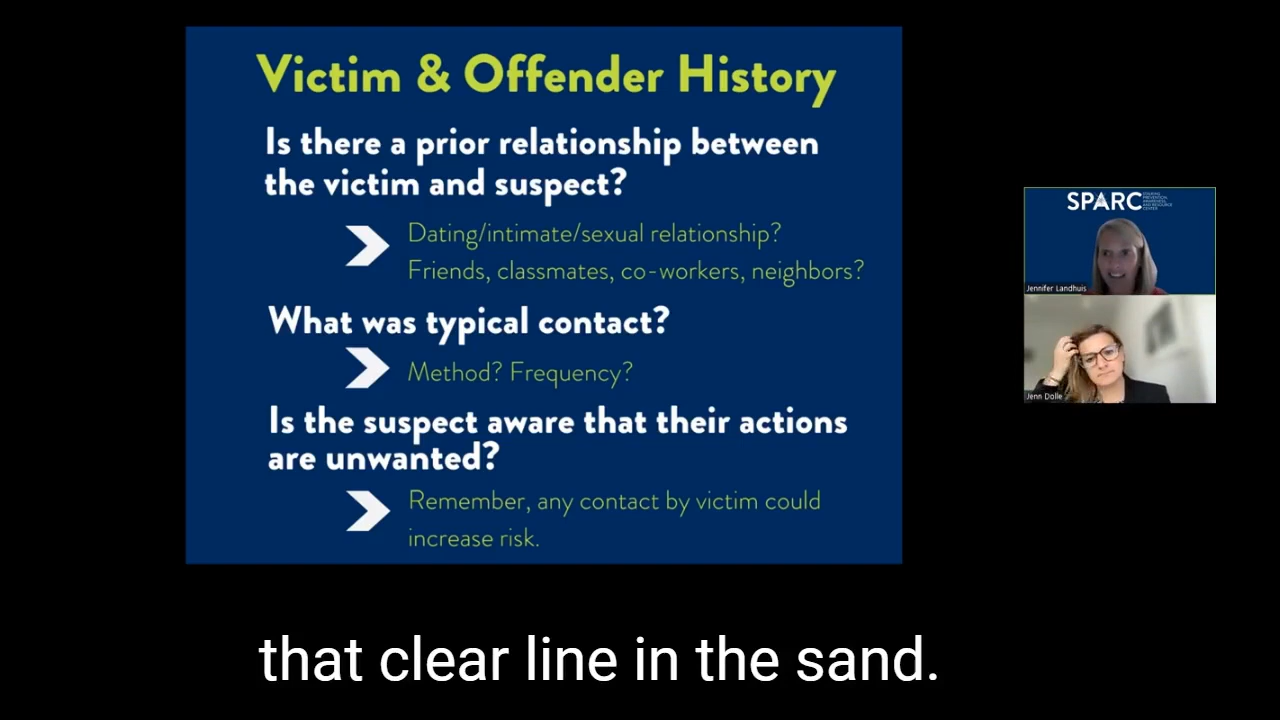 Victim & Offender History
Is there a prior relationship between
the victim and suspect?
Dating/intimate/sexual relationship?
Friends, classmates, co-workers, neighbors?
What was typical contact?
Method? Frequency?
Is the suspect aware that their actions
are unwanted?
Remember, any contact by victim could
increase risk.
SPARC
Jennifer Landhuis
Jenn Dolle
that clear line in the sand.